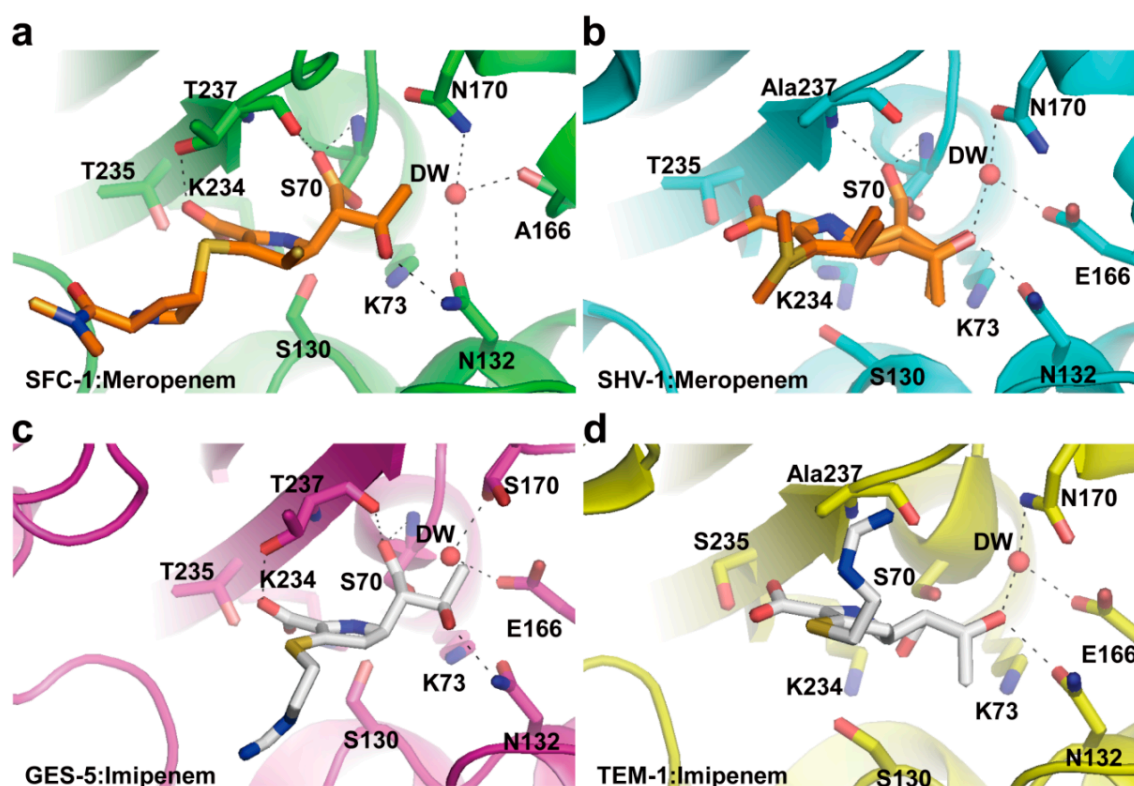 a
T237
N170
T235
K234
S70
DW
A166
K73
S130
N132
SFC-1:Meropenem
b
Ala237
N170
DW
T235
S70
K234
E166
K73
S130
N132
SHV-1:Meropenem
c
T237
S170
DW
T235
K234
S70
E166
K73
S130
N132
GES-5:Imipenem
d
Ala237
N170
DW
S235
S70
K234
E166
K73
N132
S130
TEM-1:Imipenem